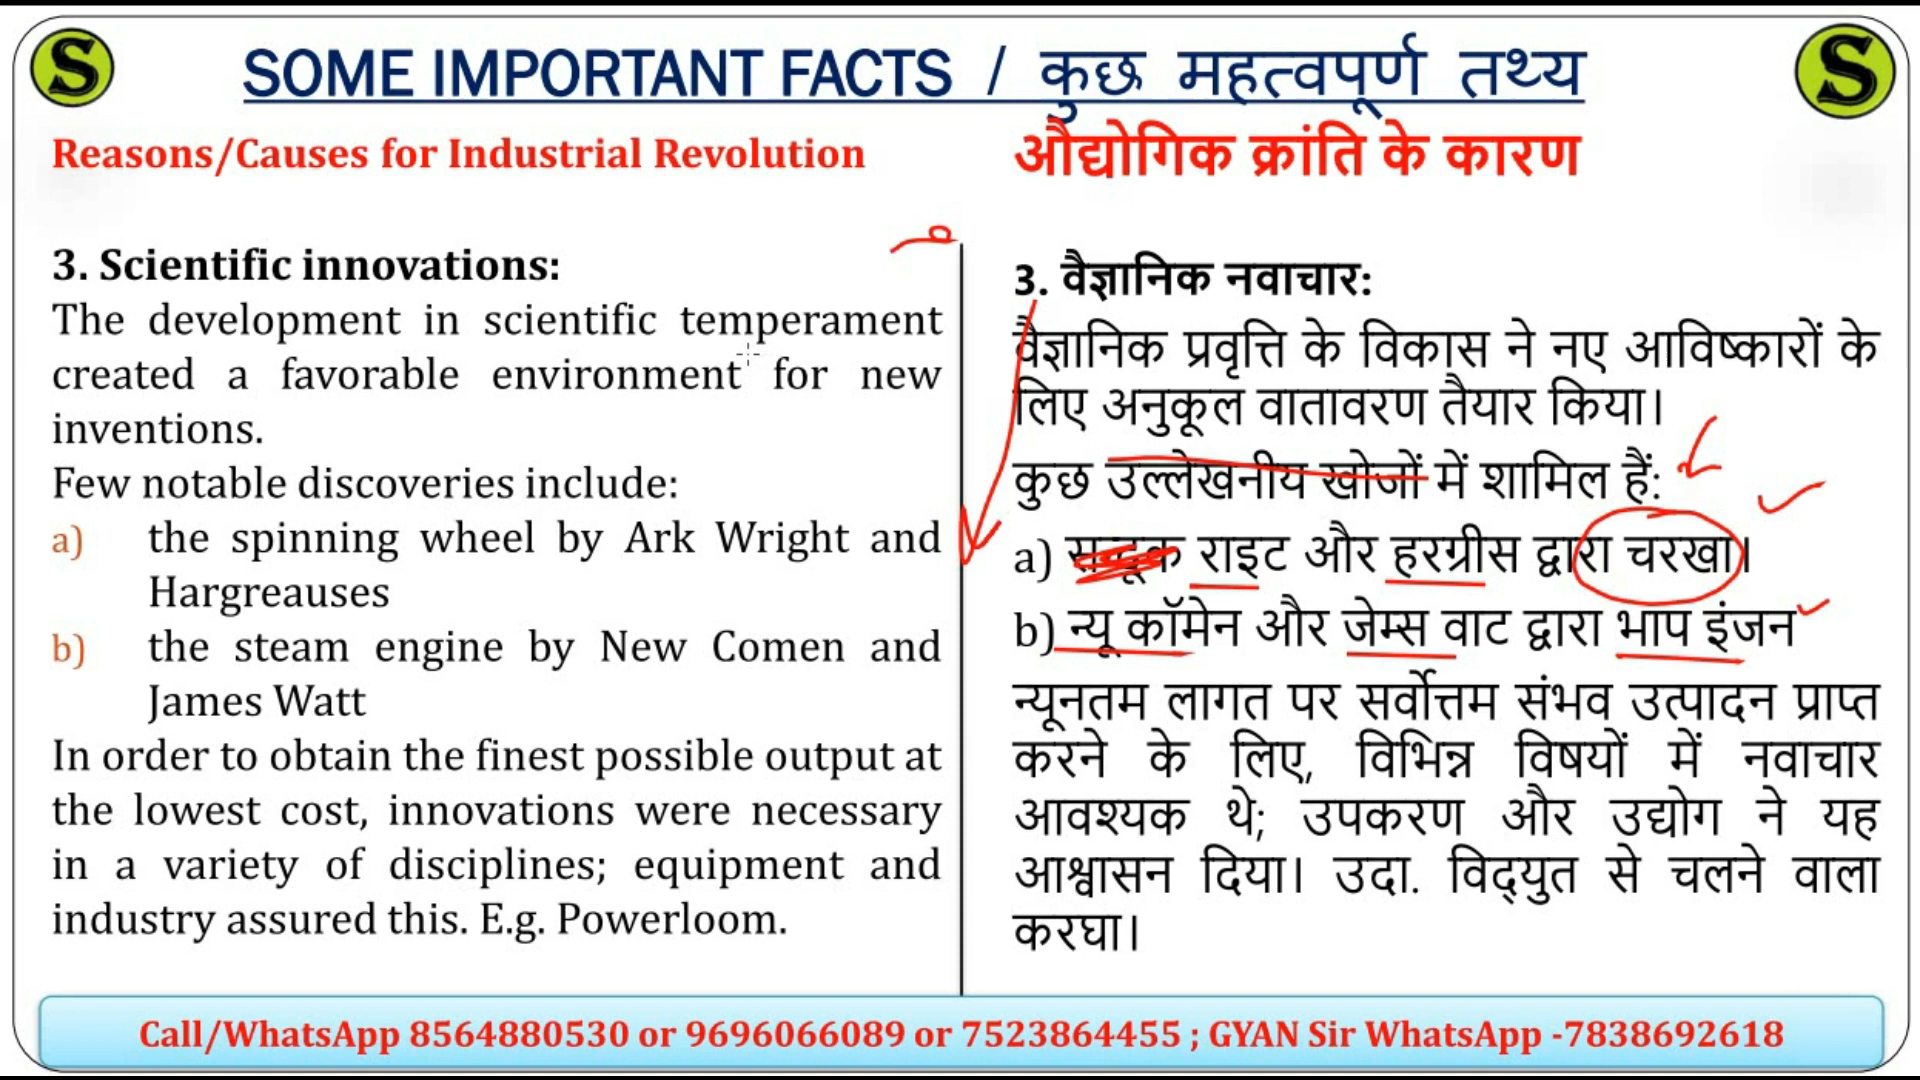 S
SOME IMPORTANT FACTS / कुछ महत्वपूर्ण तथ्य
S
Reasons/Causes for Industrial Revolution
3. Scientific innovations:
The development in scientific temperament
created a favorable environment for new
inventions.
Few notable discoveries include:
a) the spinning wheel by Ark Wright and
Hargreauses
b) the steam engine by New Comen and
James Watt
In order to obtain the finest possible output at
the lowest cost, innovations were necessary
in a variety of disciplines; equipment and
industry assured this. E.g. Powerloom.
औद्योगिक क्रांति के कारण
3. वैज्ञानिक नवाचार:
वैज्ञानिक प्रवृत्ति के विकास ने नए आविष्कारों के
लिए अनुकूल वातावरण तैयार किया।
कुछ उल्लेखनीय खोजों में शामिल हैं:
a) राइट और हरग्रीस द्वारा चरखा।
b) न्यू कॉमेन और जेम्स वाट द्वारा भाप इंजन
न्यूनतम लागत पर सर्वोत्तम संभव उत्पादन प्राप्त
करने के लिए, विभिन्न विषयों में नवाचार
आवश्यक थे; उपकरण और उद्योग ने यह
आश्वासन दिया। उदा. विद्युत से चलने वाला
करघा।
Call/WhatsApp 8564880530 or 9696066089 or 7523864455 ; GYAN Sir WhatsApp -7838692618